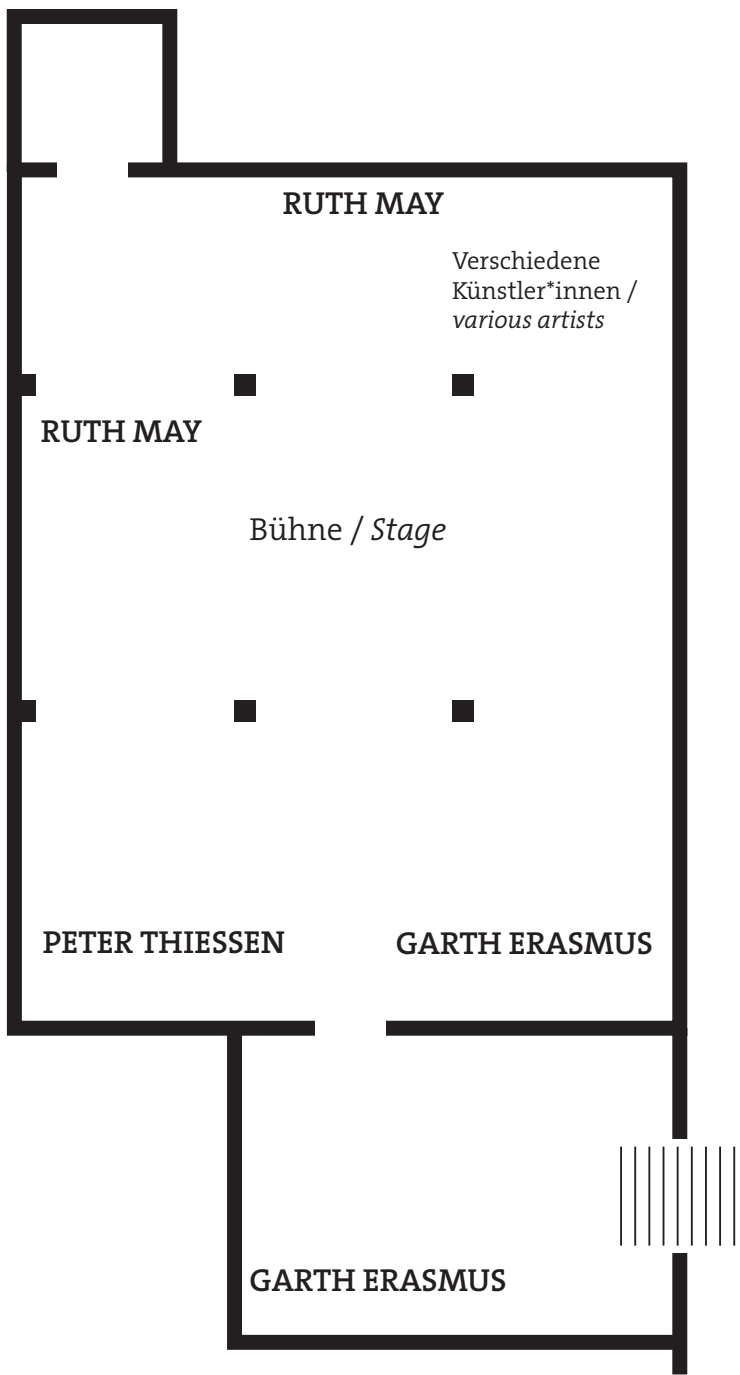 RUTH MAY
Verschiedene
Künstler*innen /
various artists
RUTH MAY
Bühne / Stage
PETER THIESSEN
GARTH ERASMUS
GARTH ERASMUS